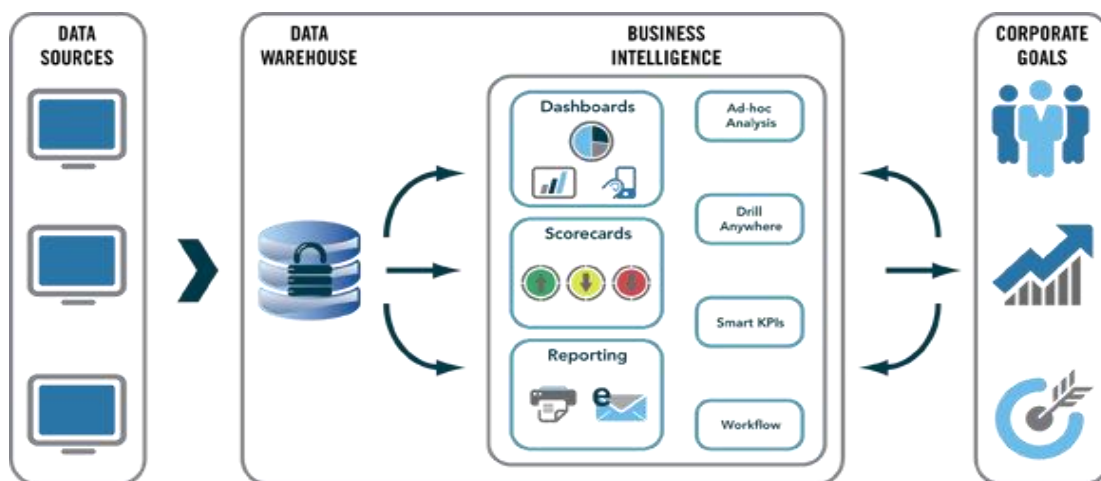 DATA
SOURCES
DATA
WAREHOUSE
BUSINESS
INTELLIGENCE
Dashboards
Scorecards
Reporting
e
Ad-hoc
Analysis
Drill
Anywhere
Smart KPIs
Workflow
CORPORATE
GOALS